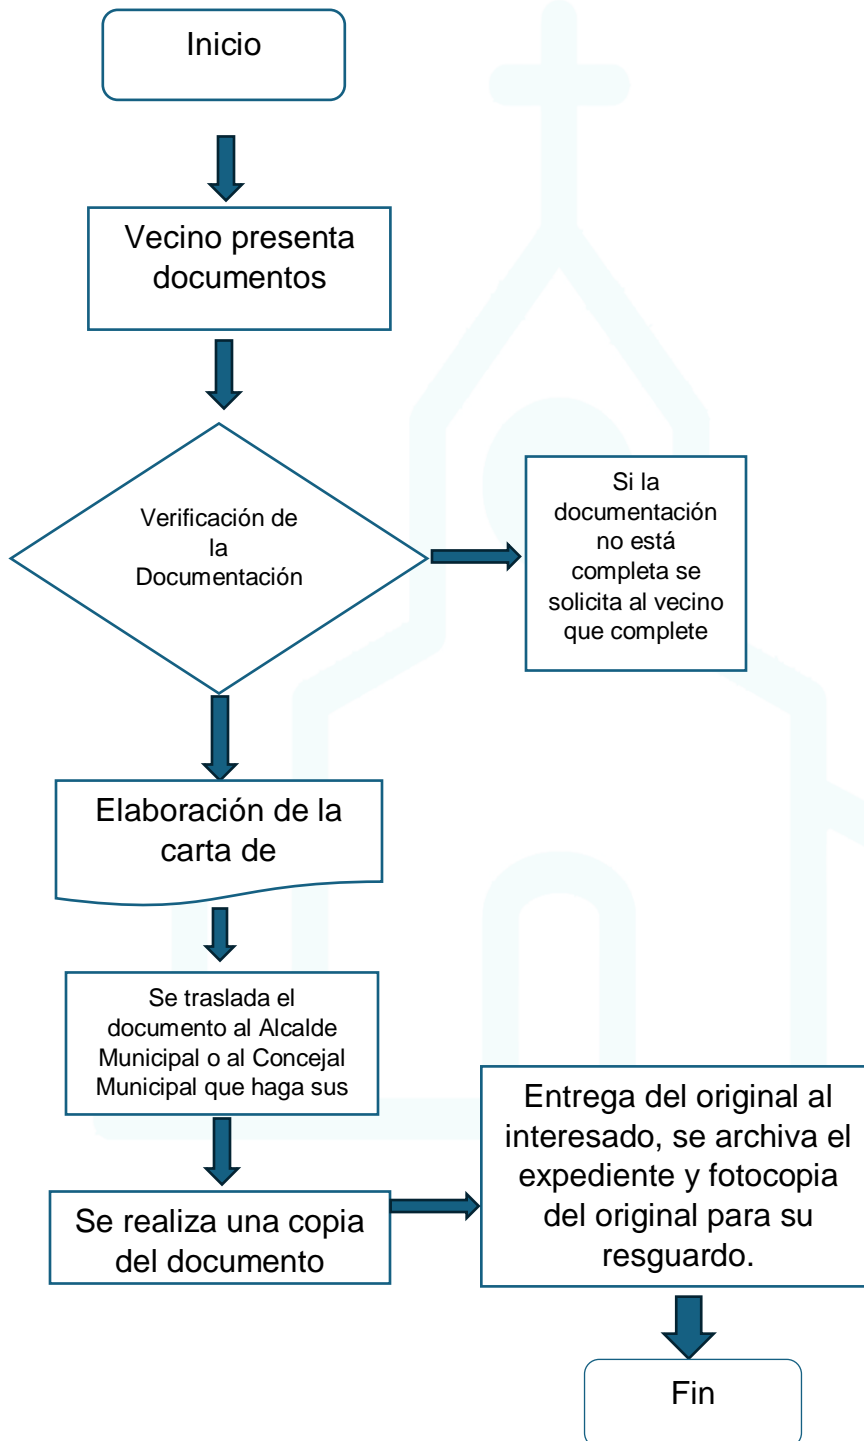 Inicio
Vecino presenta
documentos
Verificación de
la
Documentación
Si la
documentación
no está
completa se
solicita al vecino
que complete
Elaboración de la
carta de
Se traslada el
documento al Alcalde
Municipal o al Concejal
Municipal que haga sus
Se realiza una copia
del documento
Entrega del original al
interesado, se archiva el
expediente y fotocopia
del original para su
resguardo.
Fin